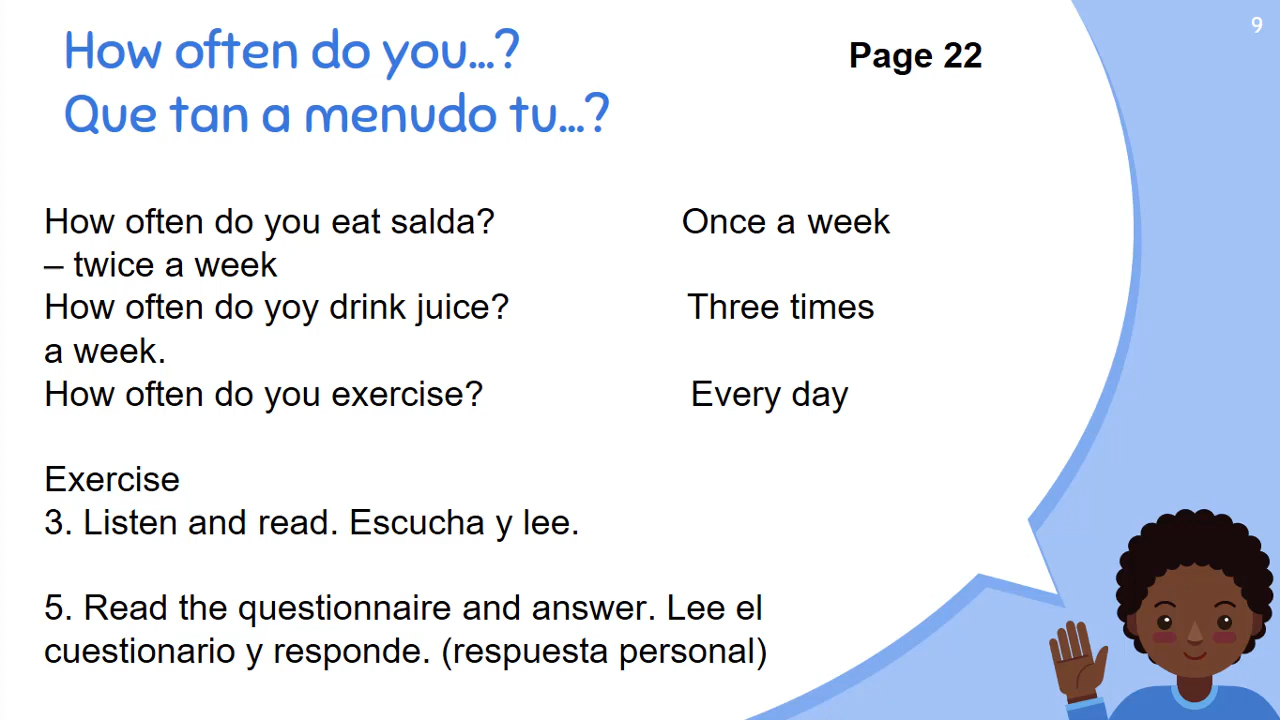 9
How often do you...?
Page 22
Que tan a menudo tu...?
How often do you eat salda? Once a week
– twice a week
How often do yoy drink juice? Three times
a week.
How often do you exercise? Every day
Exercise
3. Listen and read. Escucha y lee.
5. Read the questionnaire and answer. Lee el
cuestionario y responde. (respuesta personal)